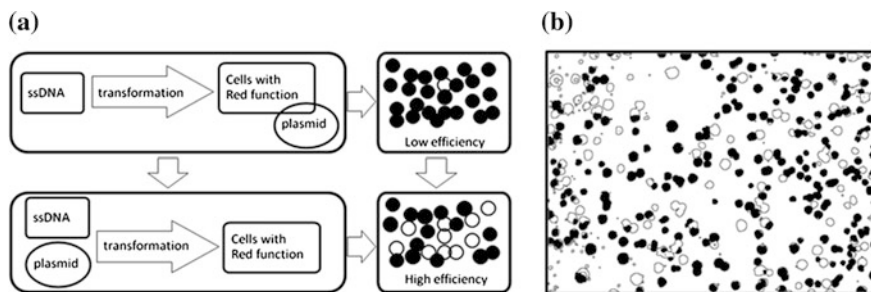 (a)
ssDNA
transformation
Cells with
Red function
plasmid
Low efficiency
ssDNA
plasmid
transformation
Cells with
Red function
High efficiency
(b)